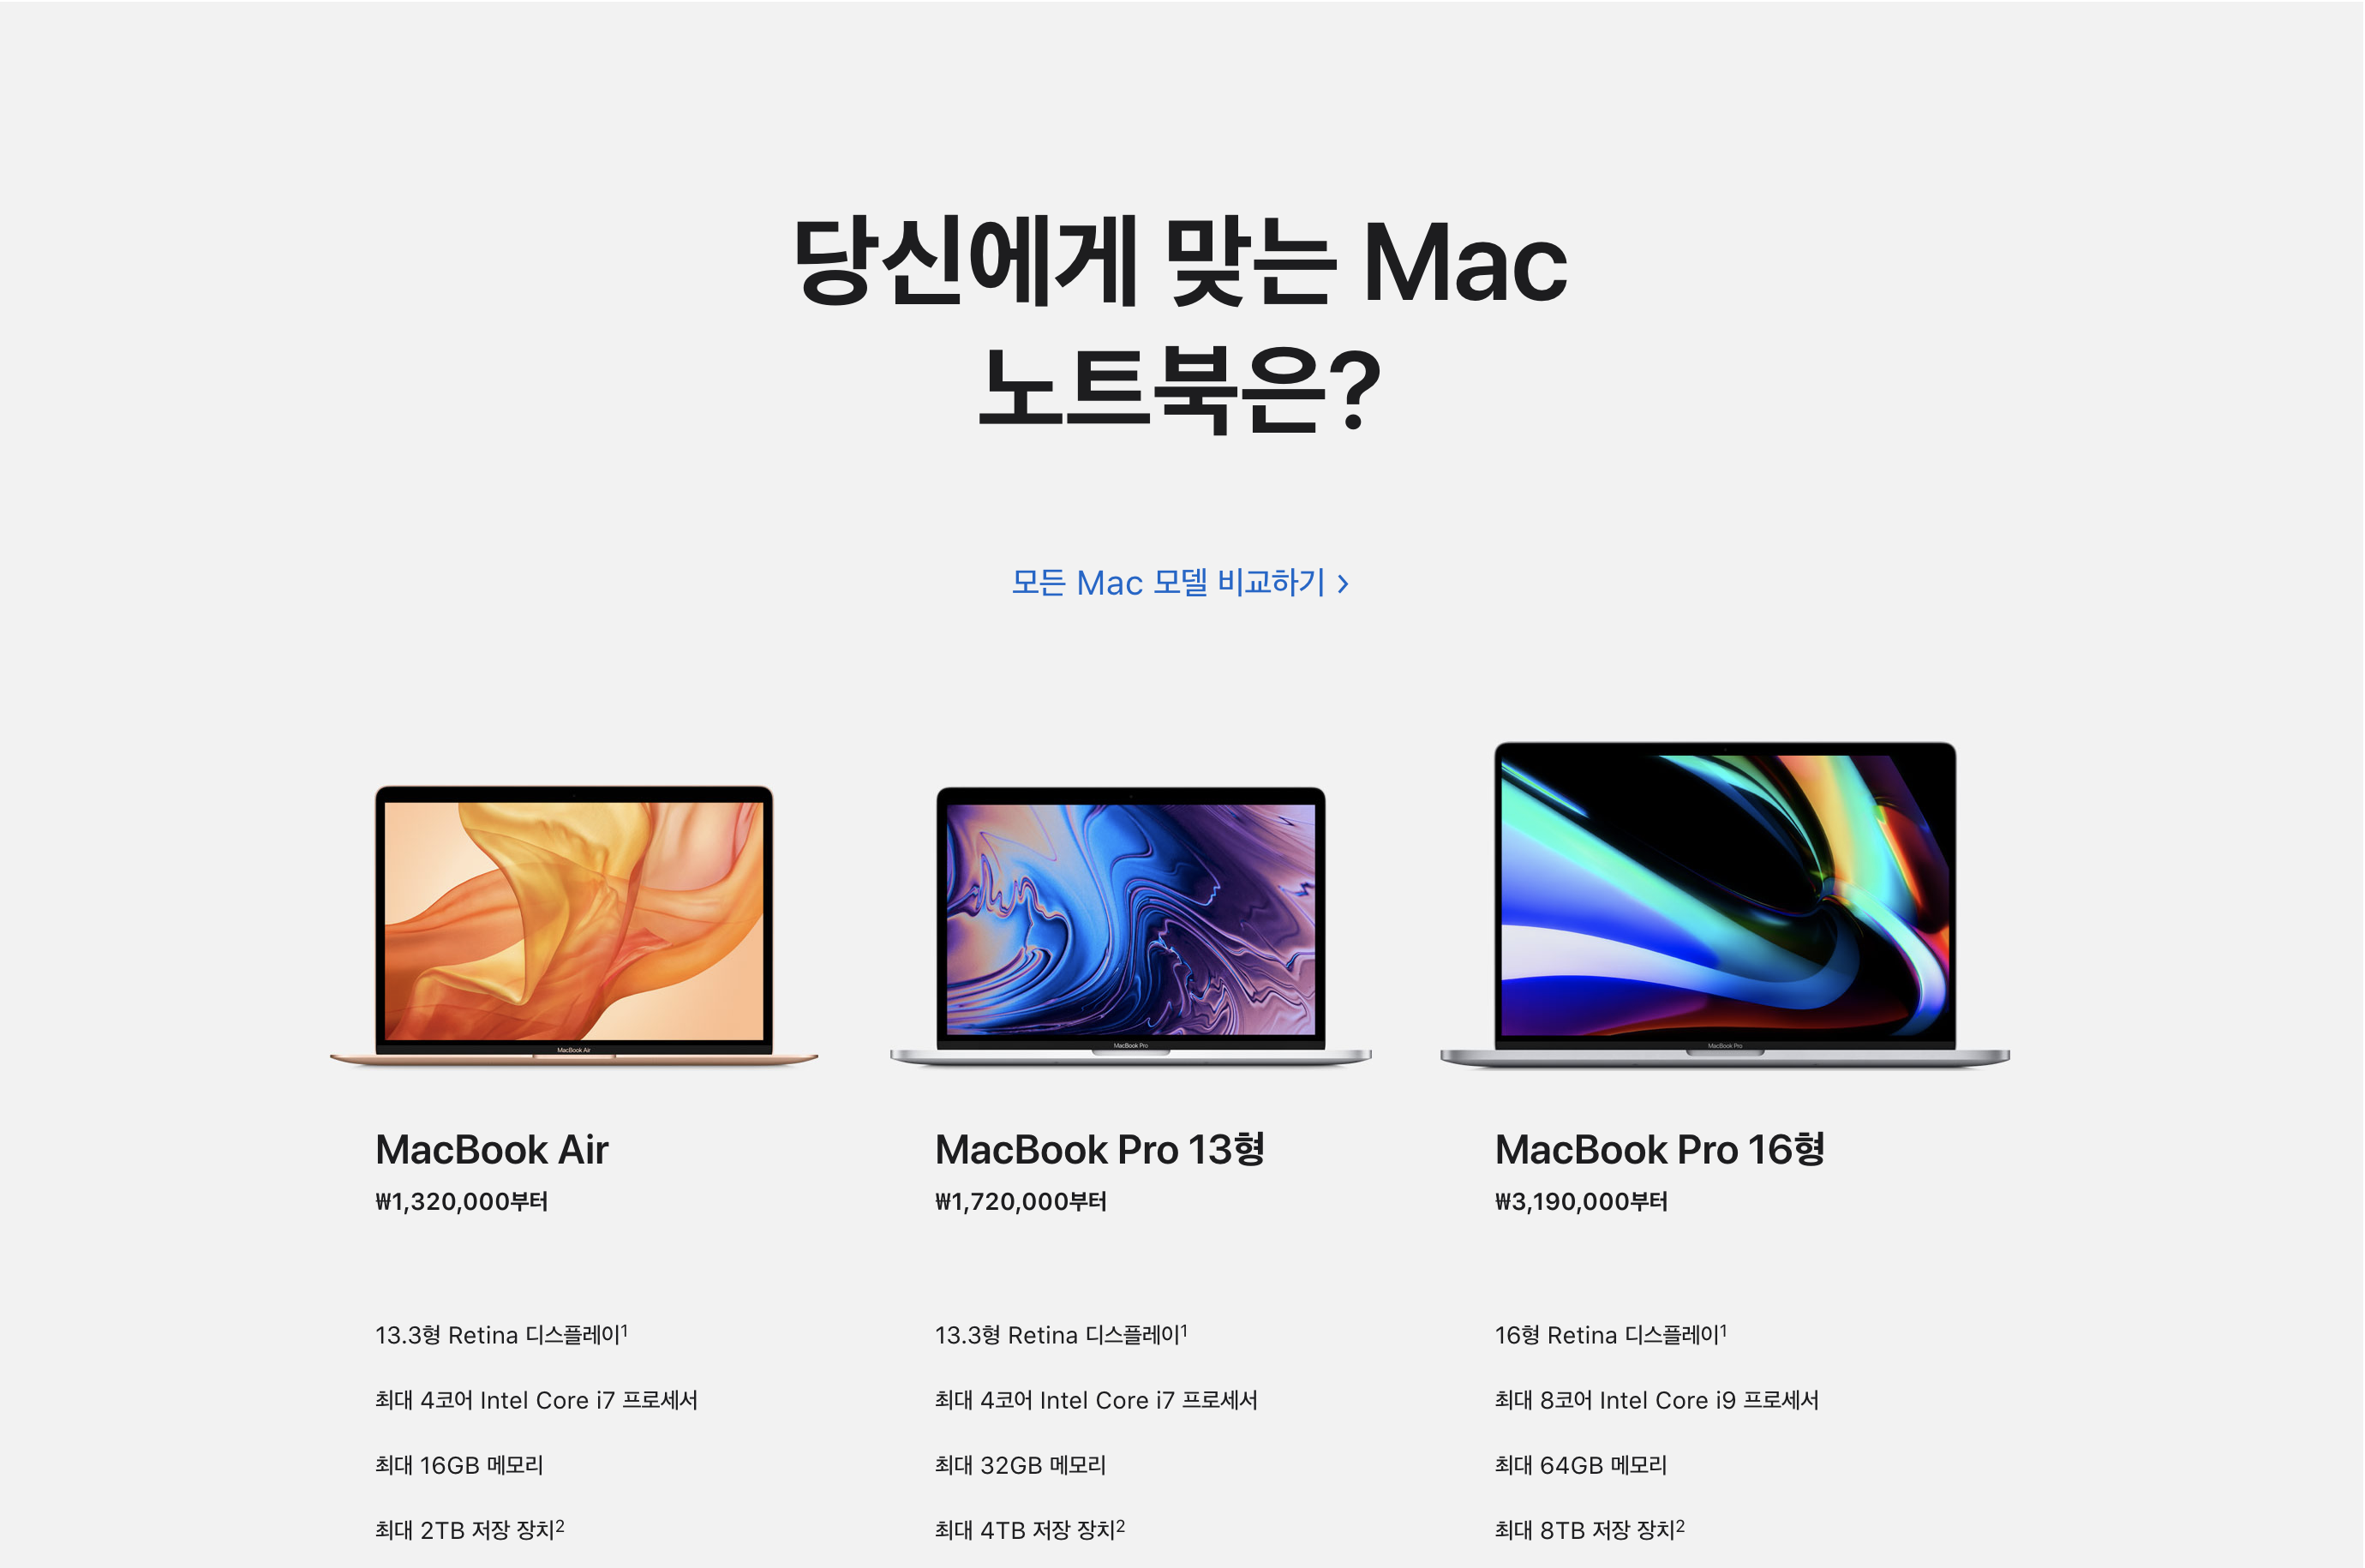 당신에게 맞는 Mac
노트북은?
모든 Mac 모델 비교하기 >
MacBook Air
MacBook Pro
MacBook Pro
MacBook Air
₩1,320,000부터
13.3형 Retina 디스플레이¹
최대 4코어 Intel Core i7 프로세서
최대 16GB 메모리
최대 2TB 저장 장치²
MacBook Pro 13형
₩1,720,000부터
13.3형 Retina 디스플레이¹
최대 4코어 Intel Core i7 프로세서
최대 32GB 메모리
최대 4TB 저장 장치²
MacBook Pro 16형
₩3,190,000부터
16형 Retina 디스플레이¹
최대 8코어 Intel Core i9 프로세서
최대 64GB 메모리
최대 8TB 저장 장치²